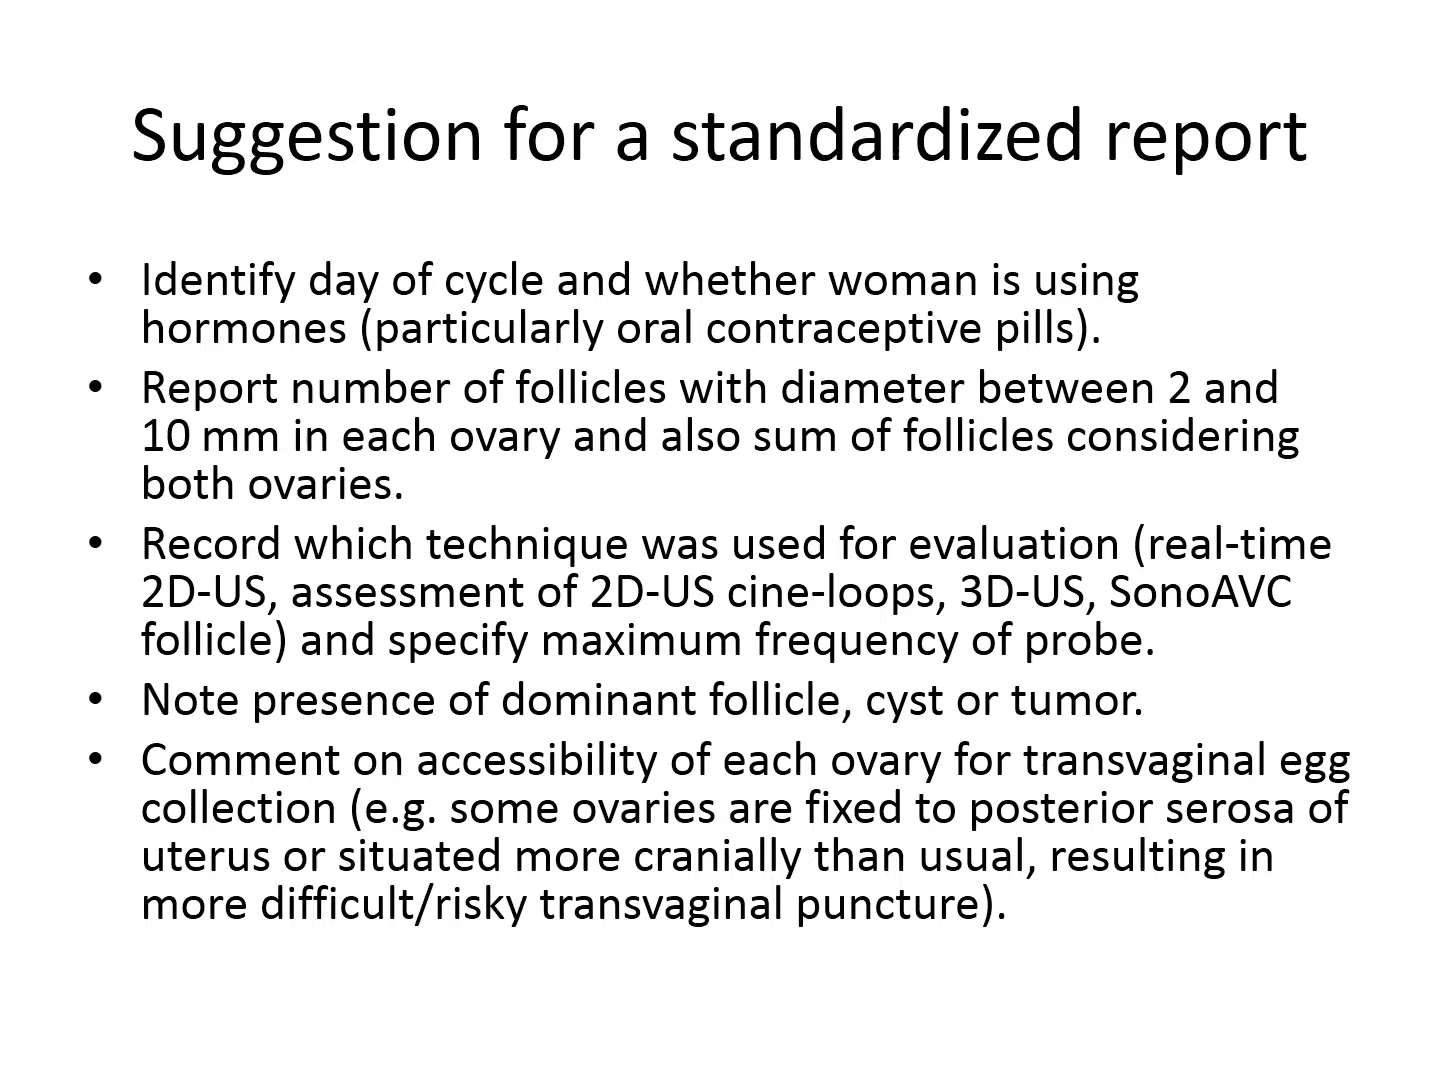 Suggestion for a standardized report
• Identify day of cycle and whether woman is using
hormones (particularly oral contraceptive pills).
• Report number of follicles with diameter between 2 and
10 mm in each ovary and also sum of follicles considering
both ovaries.
• Record which technique was used for evaluation (real-time
2D-US, assessment of 2D-US cine-loops, 3D-US, SonoAVC
follicle) and specify maximum frequency of probe.
• Note presence of dominant follicle, cyst or tumor.
• Comment on accessibility of each ovary for transvaginal egg
collection (e.g. some ovaries are fixed to posterior serosa of
uterus or situated more cranially than usual, resulting in
more difficult/risky transvaginal puncture).